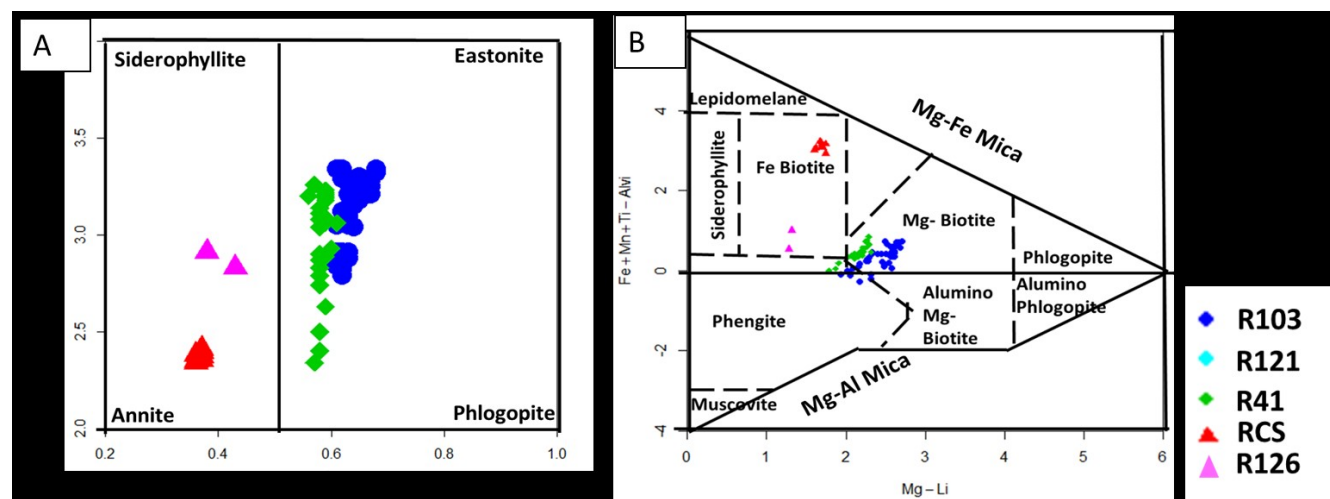 A
Siderophyllite
Eastonite
Annite
Phlogopite
2.0
2.5
3.0
3.5
0.2
0.4
0.6
0.8
1.0
B
Lepidomelane
Mg-Fe Mica
Siderophyllite
Fe Biotite
Mg- Biotite
Phlogopite
Alumino
Phlogopite
Alumino
Mg-
Biotite
Phengite
Mg-Al Mica
Muscovite
Fe + Mn + Ti – Alvi
4
2
0
-2
-4
0
1
2
3
4
5
6
Mg – Li
R103
R121
R41
RCS
R126